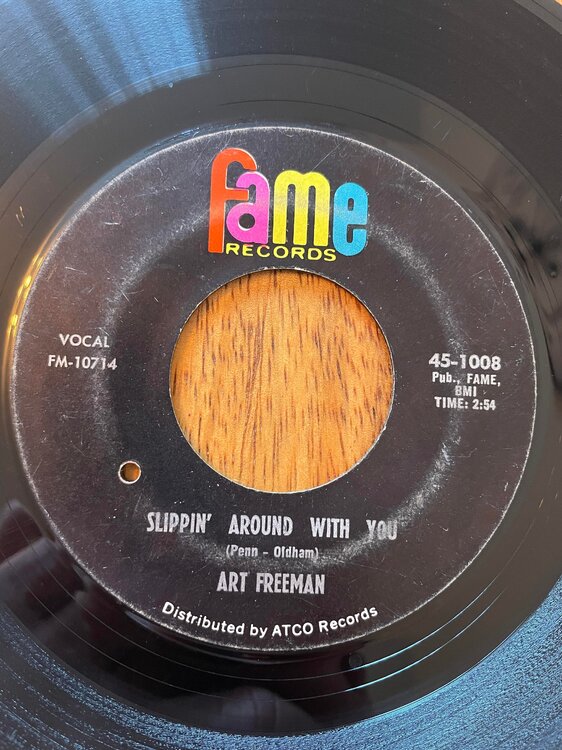 fame
RECORDS
VOCAL
FM-10714
45-1008
Pub., FAME,
BMI
TIME: 2:54
SLIPPIN' AROUND WITH YOU
(Penn - Oldham)
ART FREEMAN
Distributed by ATCO Records